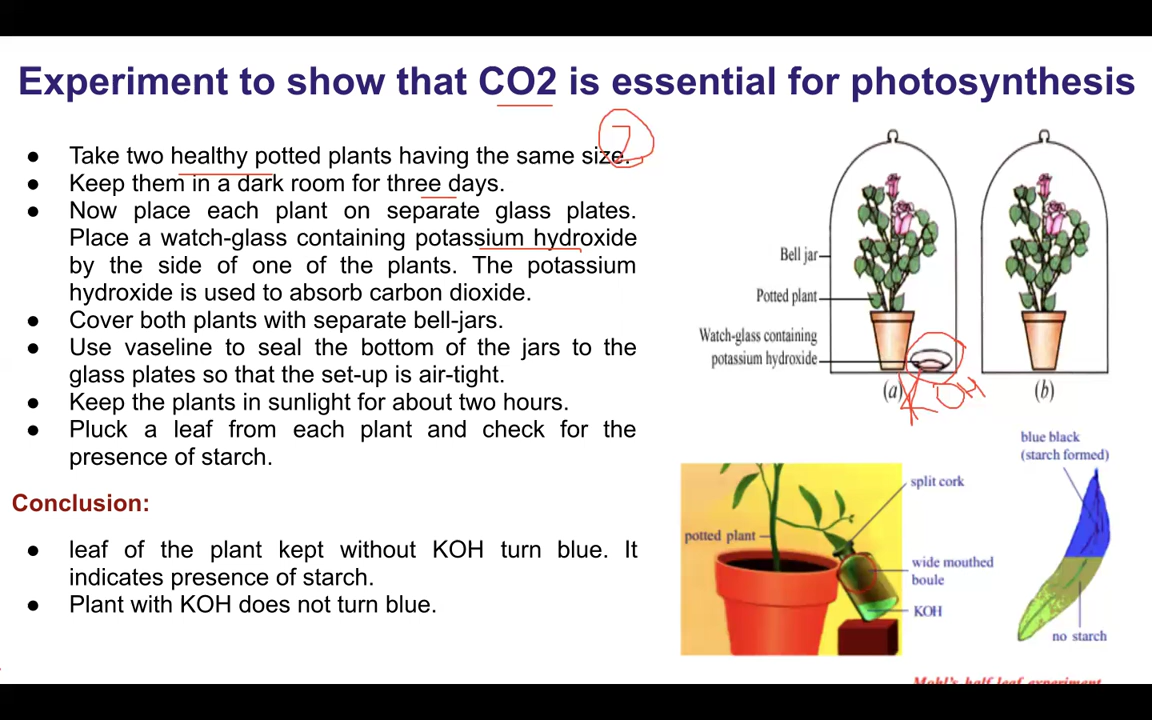 Experiment to show that CO2 is essential for photosynthesis
7
● Take two healthy potted plants having the same size.
● Keep them in a dark room for three days.
● Now place each plant on separate glass plates.
Place a watch-glass containing potassium hydroxide
by the side of one of the plants. The potassium
hydroxide is used to absorb carbon dioxide.
● Cover both plants with separate bell-jars.
● Use vaseline to seal the bottom of the jars to the
glass plates so that the set-up is air-tight.
● Keep the plants in sunlight for about two hours.
● Pluck a leaf from each plant and check for the
presence of starch.
Conclusion:
● leaf of the plant kept without KOH turn blue. It
indicates presence of starch.
● Plant with KOH does not turn blue.
Bell jar
Potted plant
Watch-glass containing
potassium hydroxide
(a)
KOH
(b)
potted plant
split cork
wide mouthed
boule
KOH
blue black
(starch formed)
no starch
Mohl's half leaf experiment